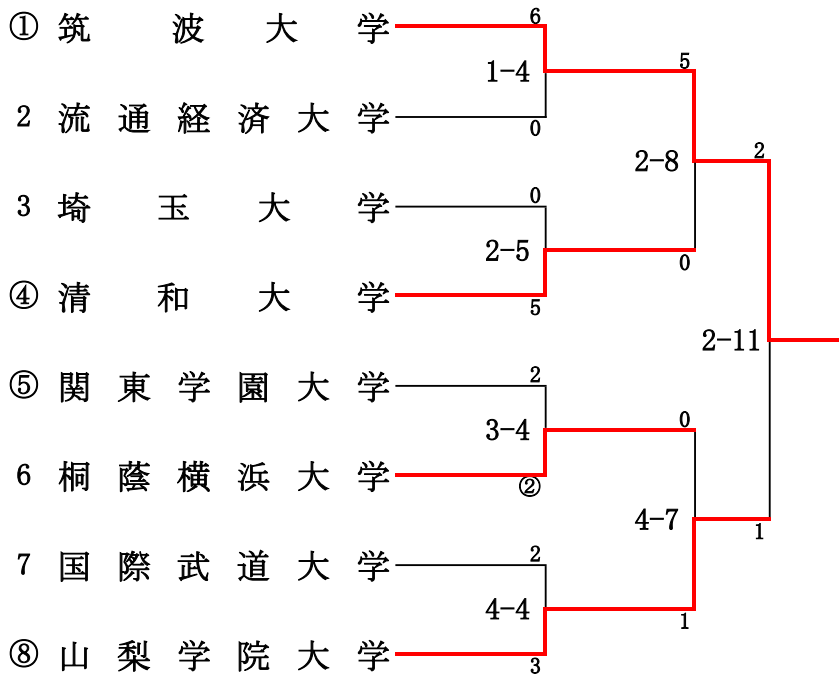 ① 筑波大学 6
1-4 5
2 流通経済大学 0
2-8 2
3 埼玉大学 0
2-5 0
④ 清和大学 5
2-11
⑤ 関東学園大学 2
3-4 0
6 桐蔭横浜大学 ②
4-7 1
7 国際武道大学 2
4-4 1
⑧ 山梨学院大学 3